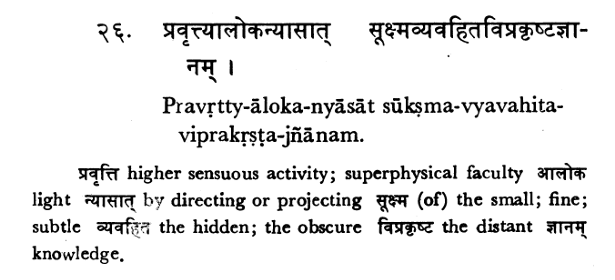 २६. प्रवृत्त्यालोकन्यासात् सूक्ष्मव्यवहितविप्रकृष्टज्ञा-
नम् ।
Pravṛtty-āloka-nyāsāt sūkṣma-vyavahita-
viprakṛṣṭa-jñānam.
प्रवृत्ति higher sensuous activity; superphysical faculty आलोक
light न्यासात् by directing or projecting सूक्ष्म (of) the small; fine;
subtle व्यवहित the hidden; the obscure विप्रकृष्ट the distant ज्ञानम्
knowledge.